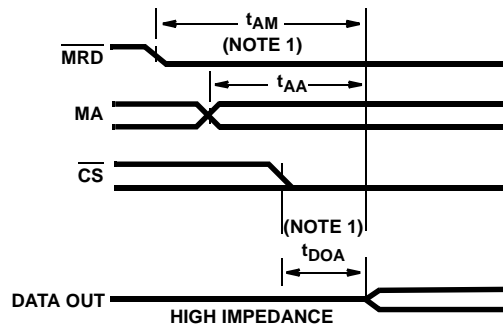 tAM
(NOTE 1)
MRD
tAA
MA
CS
(NOTE 1)
tDOA
DATA OUT
HIGH IMPEDANCE